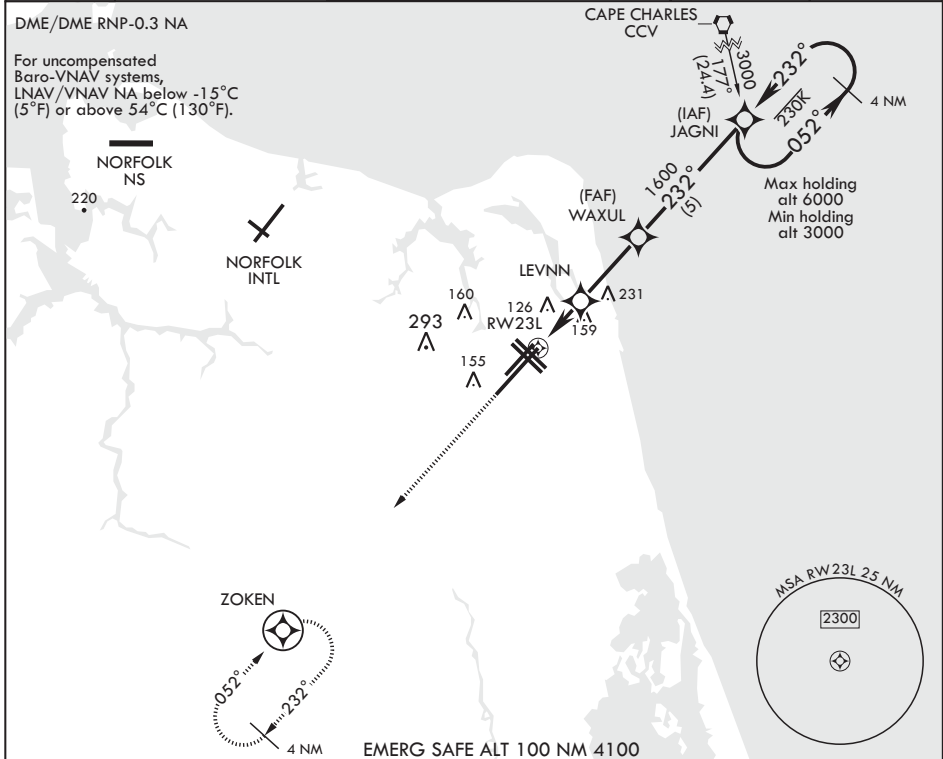 DME/DME RNP-0.3 NA
For uncompensated
Baro-VNAV systems,
LNAV/VNAV NA below -15°C
(5°F) or above 54°C (130°F).
NORFOLK
NS
220
NORFOLK
INTL
CAPE CHARLES
CCV
3000
177°
(24.4)
232°
230K
052°
4 NM
(IAF)
JAGNI
Max holding
alt 6000
Min holding
alt 3000
1600
232°
(5)
(FAF)
WAXUL
LEVNN
231
126
159
RW23L
160
293
155
ZOKEN
052°
232°
4 NM
MSA RW23L 25 NM
2300
EMERG SAFE ALT 100 NM 4100